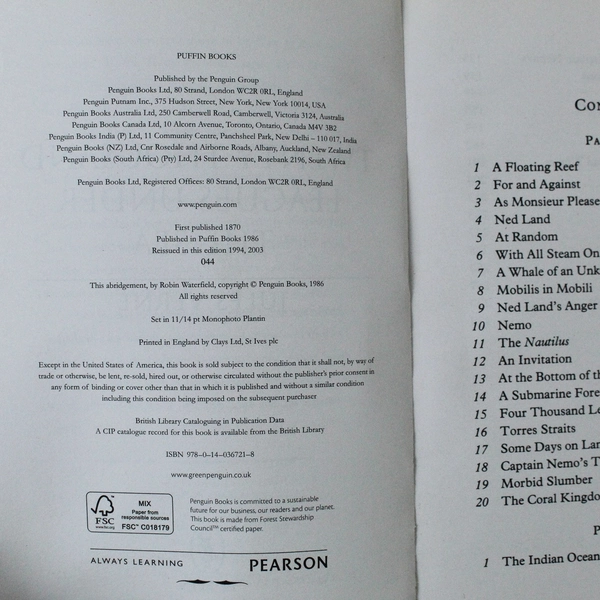 PUFFIN BOOKS
Published by the Penguin Group
Penguin Books Ltd, 80 Strand, London WC2R 0RL, England
Penguin Putnam Inc., 375 Hudson Street, New York, New York 10014, USA
Penguin Books Australia Ltd, 250 Camberwell Road, Camberwell, Victoria 3124, Australia
Penguin Books Canada Ltd, 10 Alcorn Avenue, Toronto, Ontario, Canada M4V 3B2
Penguin Books India (P) Ltd, 11 Community Centre, Panchsheel Park, New Delhi – 110 017, India
Penguin Books (NZ) Ltd, Cnr Rosedale and Airborne Roads, Albany, Auckland, New Zealand
Penguin Books (South Africa) (Pty) Ltd, 24 Sturdee Avenue, Rosebank 2196, South Africa
Penguin Books Ltd, Registered Offices: 80 Strand, London WC2R 0RL, England
www.penguin.com
First published 1870
Published in Puffin Books 1986
Reissued in this edition 1994, 2003
044
This abridgement, by Robin Waterfield, copyright © Penguin Books, 1986
All rights reserved
Set in 11/14 pt Monophoto Plantin
Printed in England by Clays Ltd, St Ives plc
Except in the United States of America, this book is sold subject to the condition that it shall not, by way of
trade or otherwise, be lent, re-sold, hired out, or otherwise circulated without the publisher's prior consent in
any form of binding or cover other than that in which it is published and without a similar condition
including this condition being imposed on the subsequent purchaser
British Library Cataloguing in Publication Data
A CIP catalogue record for this book is available from the British Library
ISBN 978–0–14–036721–8
www.greenpenguin.co.uk
FSC
www.fsc.org
MIX
Paper from
responsible sources
FSC™ C018179
Penguin Books is committed to a sustainable
future for our business, our readers and our planet.
This book is made from Forest Stewardship
Council™ certified paper.
ALWAYS LEARNING PEARSON
Con
Pa
1 A Floating Reef
2 For and Against
3 As Monsieur Please
4 Ned Land
5 At Random
6 With All Steam On
7 A Whale of an Unk
8 Mobilis in Mobili
9 Ned Land's Anger
10 Nemo
11 The Nautilus
12 An Invitation
13 At the Bottom of th
14 A Submarine Fore
15 Four Thousand Le
16 Torres Straits
17 Some Days on Lan
18 Captain Nemo's T
19 Morbid Slumber
20 The Coral Kingdo
P
1 The Indian Ocean